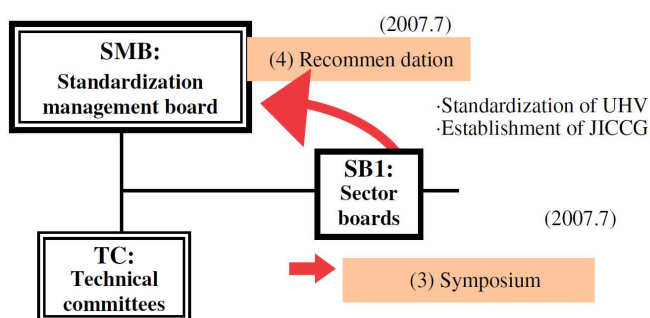 (2007.7)
SMB:
Standardization
management board
(4) Recommen dation
·Standardization of UHV
·Establishment of JICCG
SB1:
Sector
boards
(2007.7)
TC:
Technical
committees
(3) Symposium